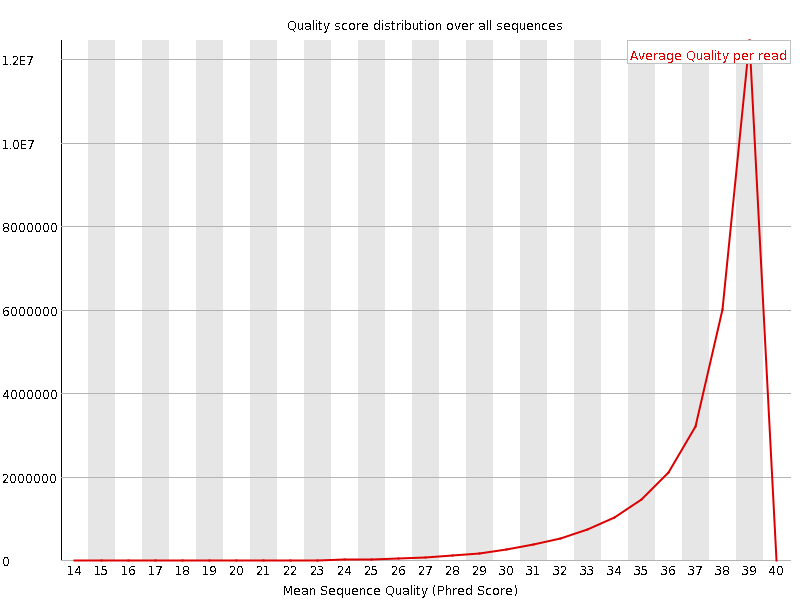 Quality score distribution over all sequences
Average Quality per read
1.2E7
1.0E7
8000000
6000000
4000000
2000000
0
14 15 16 17 18 19 20 21 22 23 24 25 26 27 28 29 30 31 32 33 34 35 36 37 38 39 40
Mean Sequence Quality (Phred Score)